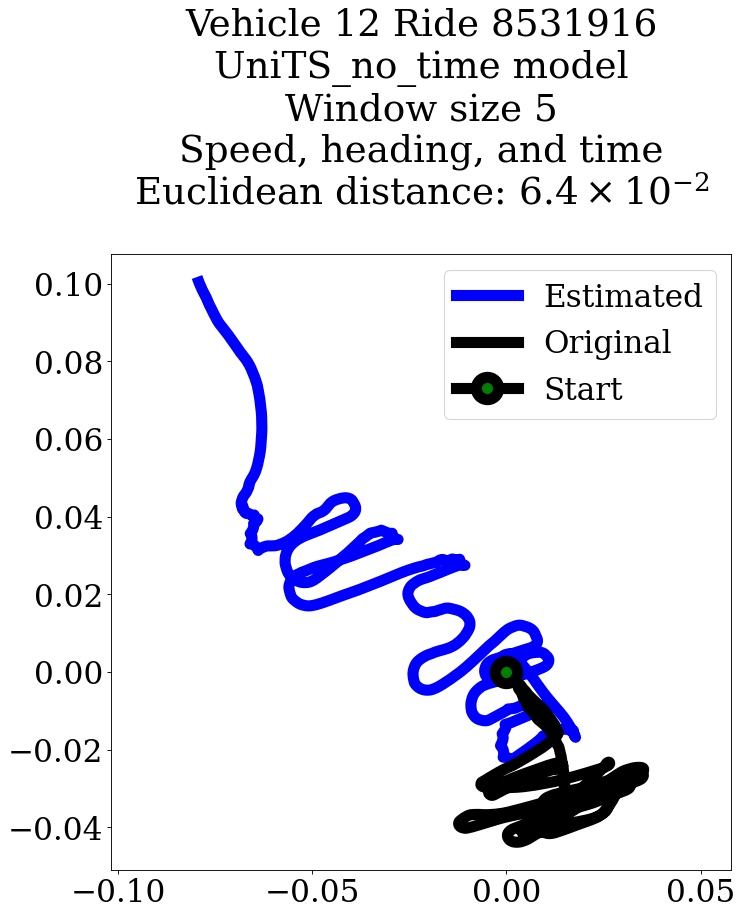 Vehicle 12 Ride 8531916
UniTS_no_time model
Window size 5
Speed, heading, and time
Euclidean distance: 6.4 × 10⁻²
Estimated
Original
Start
0.10
0.08
0.06
0.04
0.02
0.00
−0.02
−0.04
−0.10
−0.05
0.00
0.05